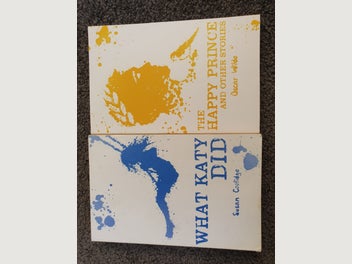 THE
HAPPY PRINCE
AND OTHER STORIES
Oscar Wilde
WHAT KATY
DID
Susan Coolidge